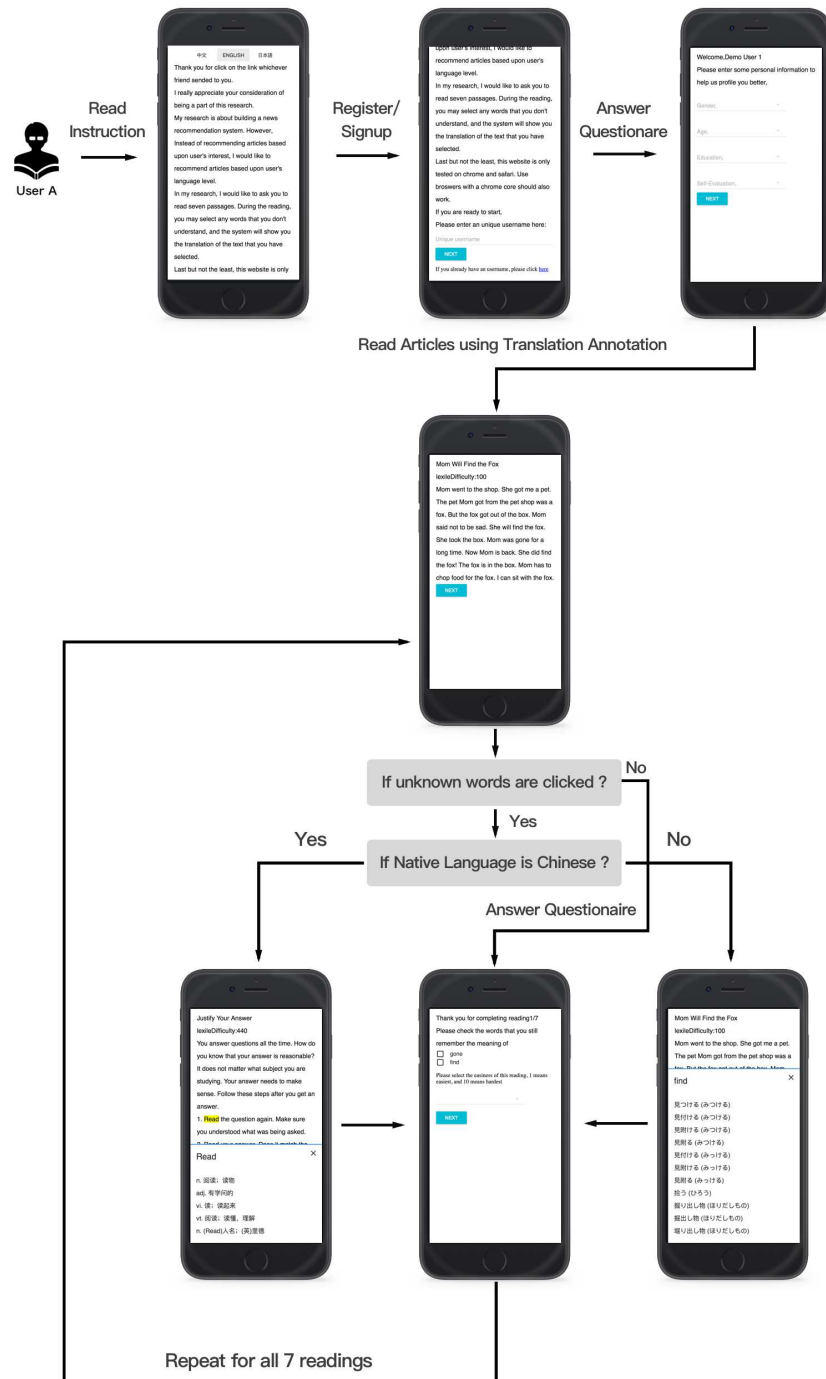 User A
Read
Instruction
中文 ENGLISH 日本語
Thank you for click on the link whichever
friend sended to you.
I really appreciate your consideration of
being a part of this research.
My research is about building a news
recommendation system. However,
Instead of recommending articles based
upon user's interest, I would like to
recommend articles based upon user's
language level.
In my research, I would like to ask you to
read seven passages. During the reading,
you may select any words that you don't
understand, and the system will show you
the translation of the text that you have
selected.
Last but not the least, this website is only
Register/
Signup
upon user's interest, I would like to
recommend articles based upon user's
language level.
In my research, I would like to ask you to
read seven passages. During the reading,
you may select any words that you don't
understand, and the system will show you
the translation of the text that you have
selected.
Last but not the least, this website is only
tested on chrome and safari. Use
broswers with a chrome core should also
work.
If you are ready to start,
Please enter an unique username here:
Unique username
NEXT
If you already have an username, please click here
Answer
Questionare
Welcome,Demo User 1
Please enter some personal information to
help us profile you better,
Gender,
Age,
Education,
Self-Evaluation,
NEXT
Read Articles using Translation Annotation
Mom Will Find the Fox
lexileDifficulty:100
Mom went to the shop. She got me a pet.
The pet Mom got from the pet shop was a
fox. But the fox got out of the box. Mom
said not to be sad. She will find the fox.
She took the box. Mom was gone for a
long time. Now Mom is back. She did find
the fox! The fox is in the box. Mom has to
chop food for the fox. I can sit with the fox.
NEXT
If unknown words are clicked ?
No
Yes
If Native Language is Chinese ?
Yes
No
Answer Questionaire
Justify Your Answer
lexileDifficulty:440
You answer questions all the time. How do
you know that your answer is reasonable?
It does not matter what subject you are
studying. Your answer needs to make
sense. Follow these steps after you get an
answer.
1. Read the question again. Make sure
you understood what was being asked.
2. Read your answer. Does it match the
Read ×
n. 阅读；读物
adj. 有学问的
vi. 读；读起来
vt. 阅读；读懂，理解
n. (Read)人名；(英)里德
Thank you for completing reading1/7
Please check the words that you still
remember the meaning of
gone
find
Please select the easiness of this reading, 1 means
easiest, and 10 means hardest
NEXT
Mom Will Find the Fox
lexileDifficulty:100
Mom went to the shop. She got me a pet.
The pet Mom got from the pet shop was a
fox. But the fox got out of the box. Mom
find ×
見つける (みつける)
見付ける (みつける)
見附ける (みつける)
見附る (みつける)
見付ける (みっける)
見附ける (みっける)
見附る (みっける)
拾う (ひろう)
掘り出し物 (ほりだしもの)
掘出し物 (ほりだしもの)
堀り出し物 (ほりだしもの)
Repeat for all 7 readings